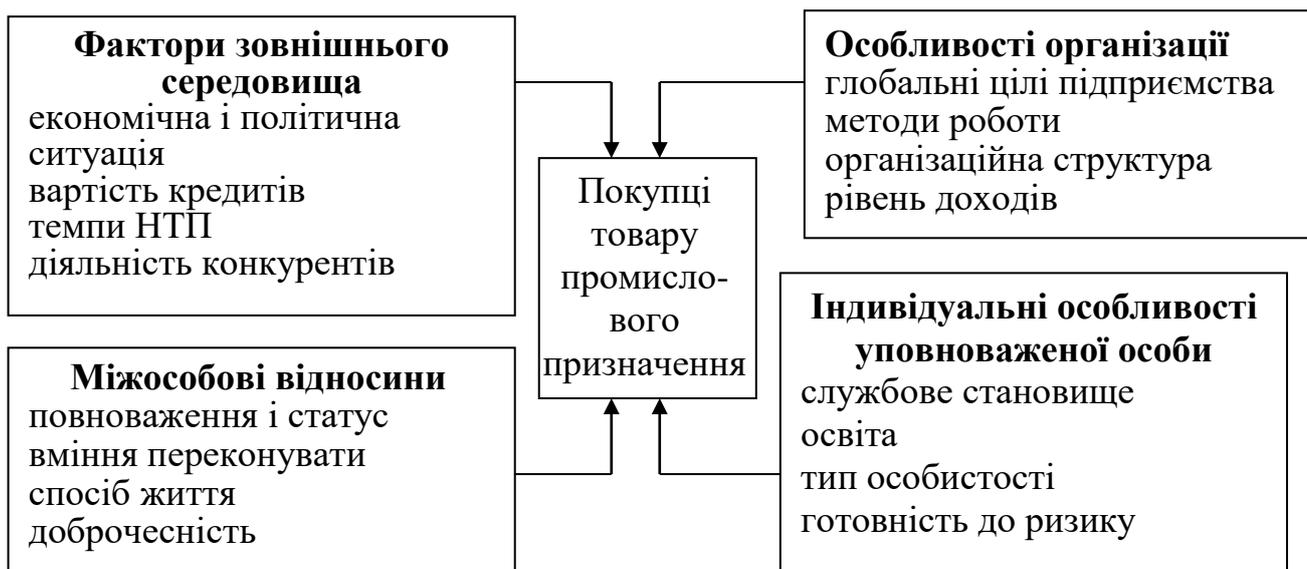 Фактори зовнішнього
середовища
економічна і політична
ситуація
вартість кредитів
темпи НТП
діяльність конкурентів
Особливості організації
глобальні цілі підприємства
методи роботи
організаційна структура
рівень доходів
Покупці
товару
промисло-
вого
призначення
Міжособові відносини
повноваження і статус
вміння переконувати
спосіб життя
доброчесність
Індивідуальні особливості
уповноваженої особи
службове становище
освіта
тип особистості
готовність до ризику